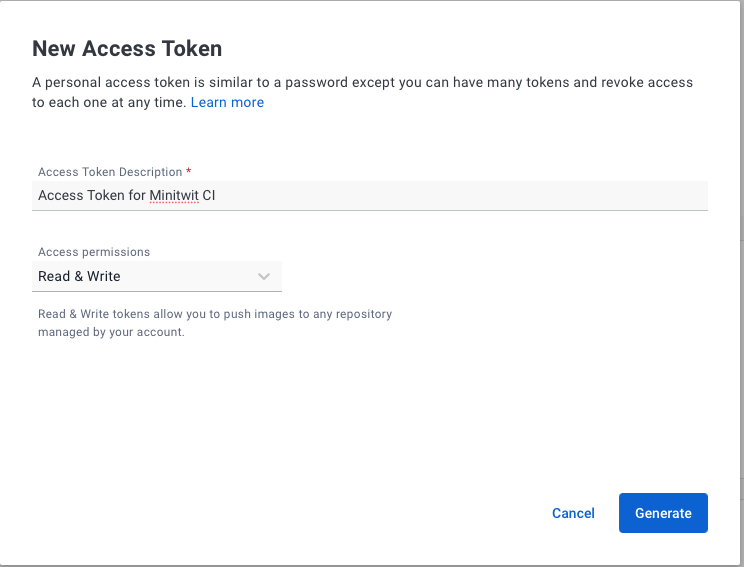 New Access Token
A personal access token is similar to a password except you can have many tokens and revoke access
to each one at any time. Learn more
Access Token Description *
Access Token for Minitwit CI
Access permissions
Read & Write
Read & Write tokens allow you to push images to any repository
managed by your account.
Cancel Generate